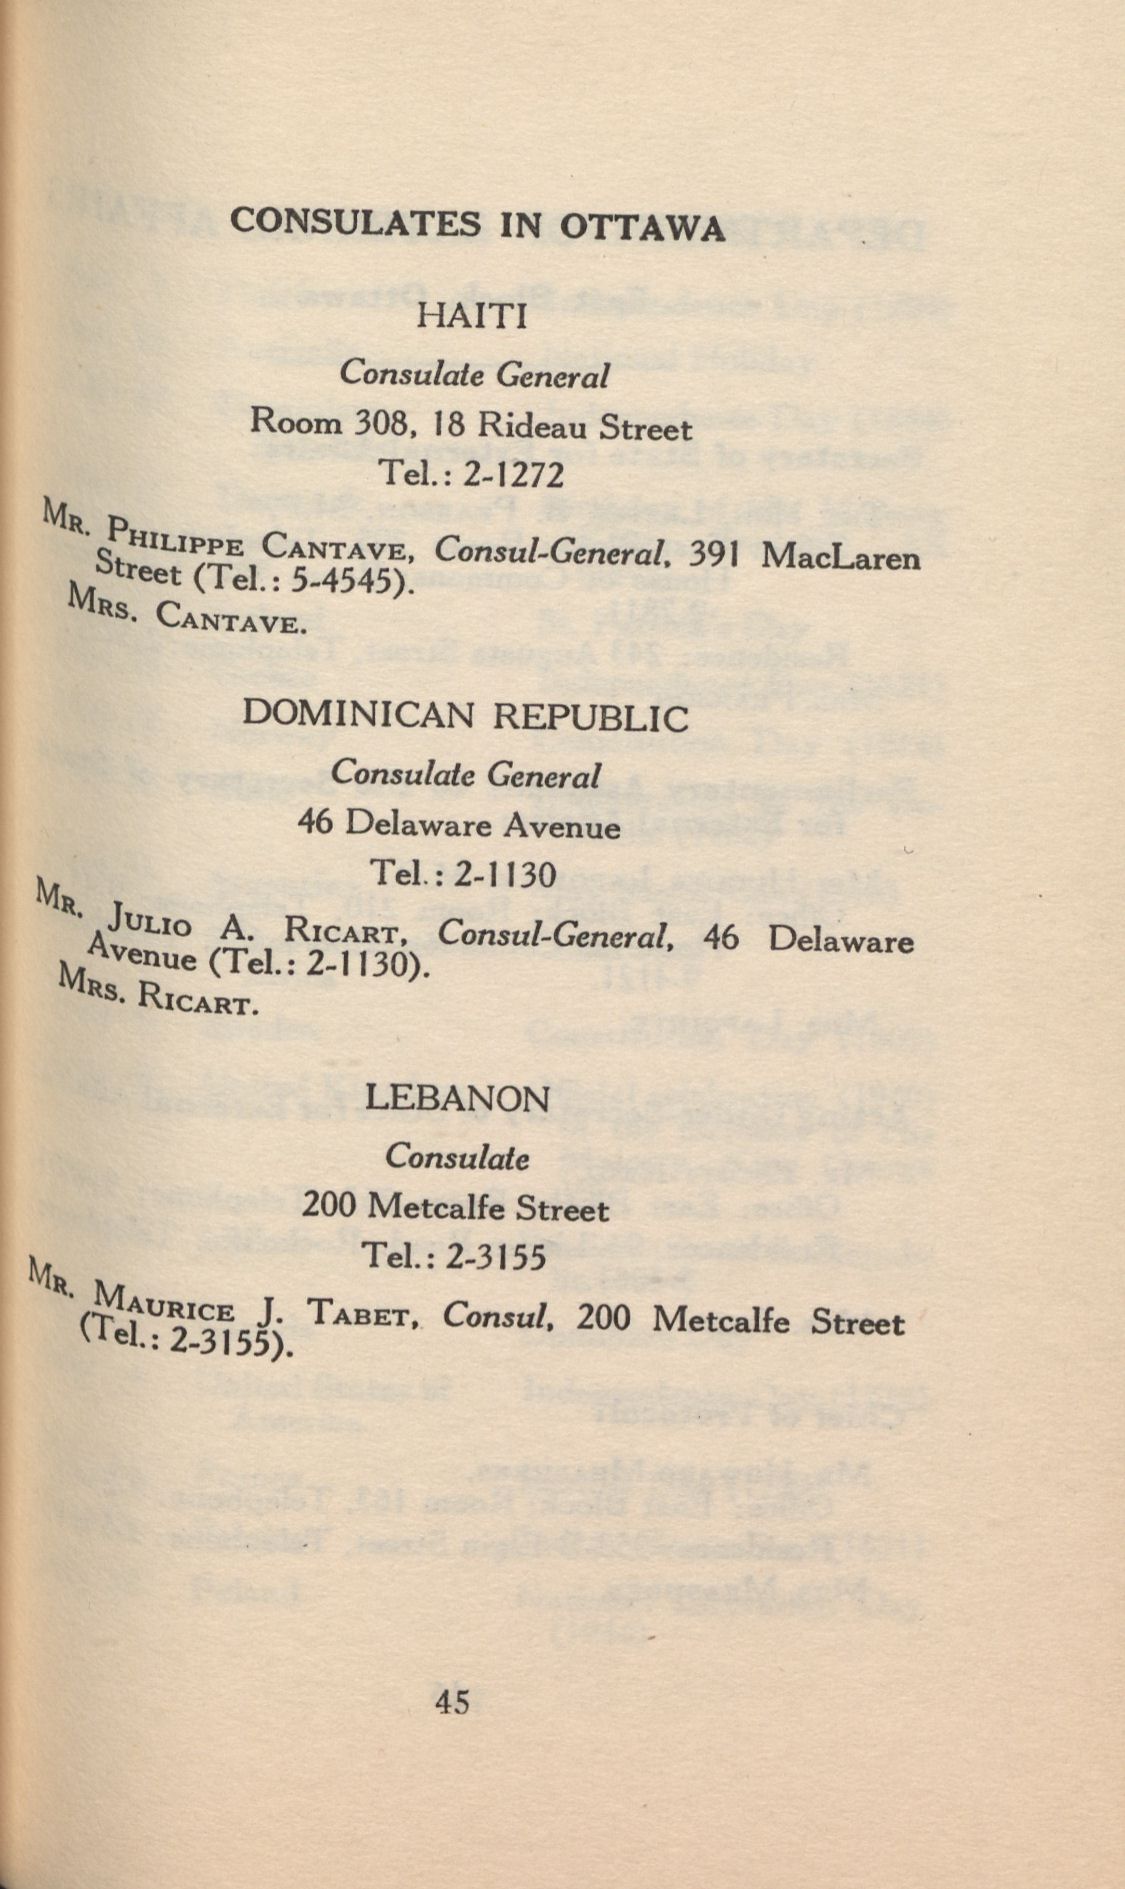 CONSULATES IN OTTAWA
HAITI
Consulate General
Room 308, 18 Rideau Street
Tel.: 2-1272
MR. PHILIPPE CANTAVE, Consul-General, 391 MacLaren
Street (Tel.: 5-4545).
MRS. CANTAVE.
DOMINICAN REPUBLIC
Consulate General
46 Delaware Avenue
Tel.: 2-1130
MR. JULIO A. RICART, Consul-General, 46 Delaware
Avenue (Tel.: 2-1130).
MRS. RICART.
LEBANON
Consulate
200 Metcalfe Street
Tel.: 2-3155
MR. MAURICE J. TABET, Consul, 200 Metcalfe Street
(Tel.: 2-3155).
45